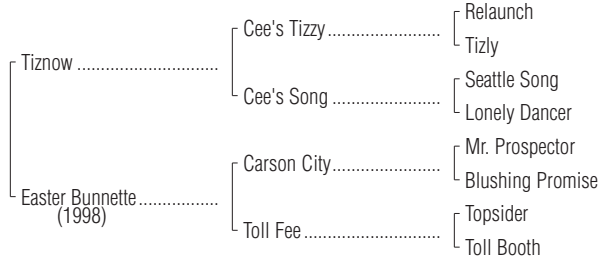 Relaunch
Cee's Tizzy
Tizly
Tiznow
Seattle Song
Cee's Song
Lonely Dancer
Mr. Prospector
Carson City
Blushing Promise
Easter Bunnette
(1998)
Topsider
Toll Fee
Toll Booth